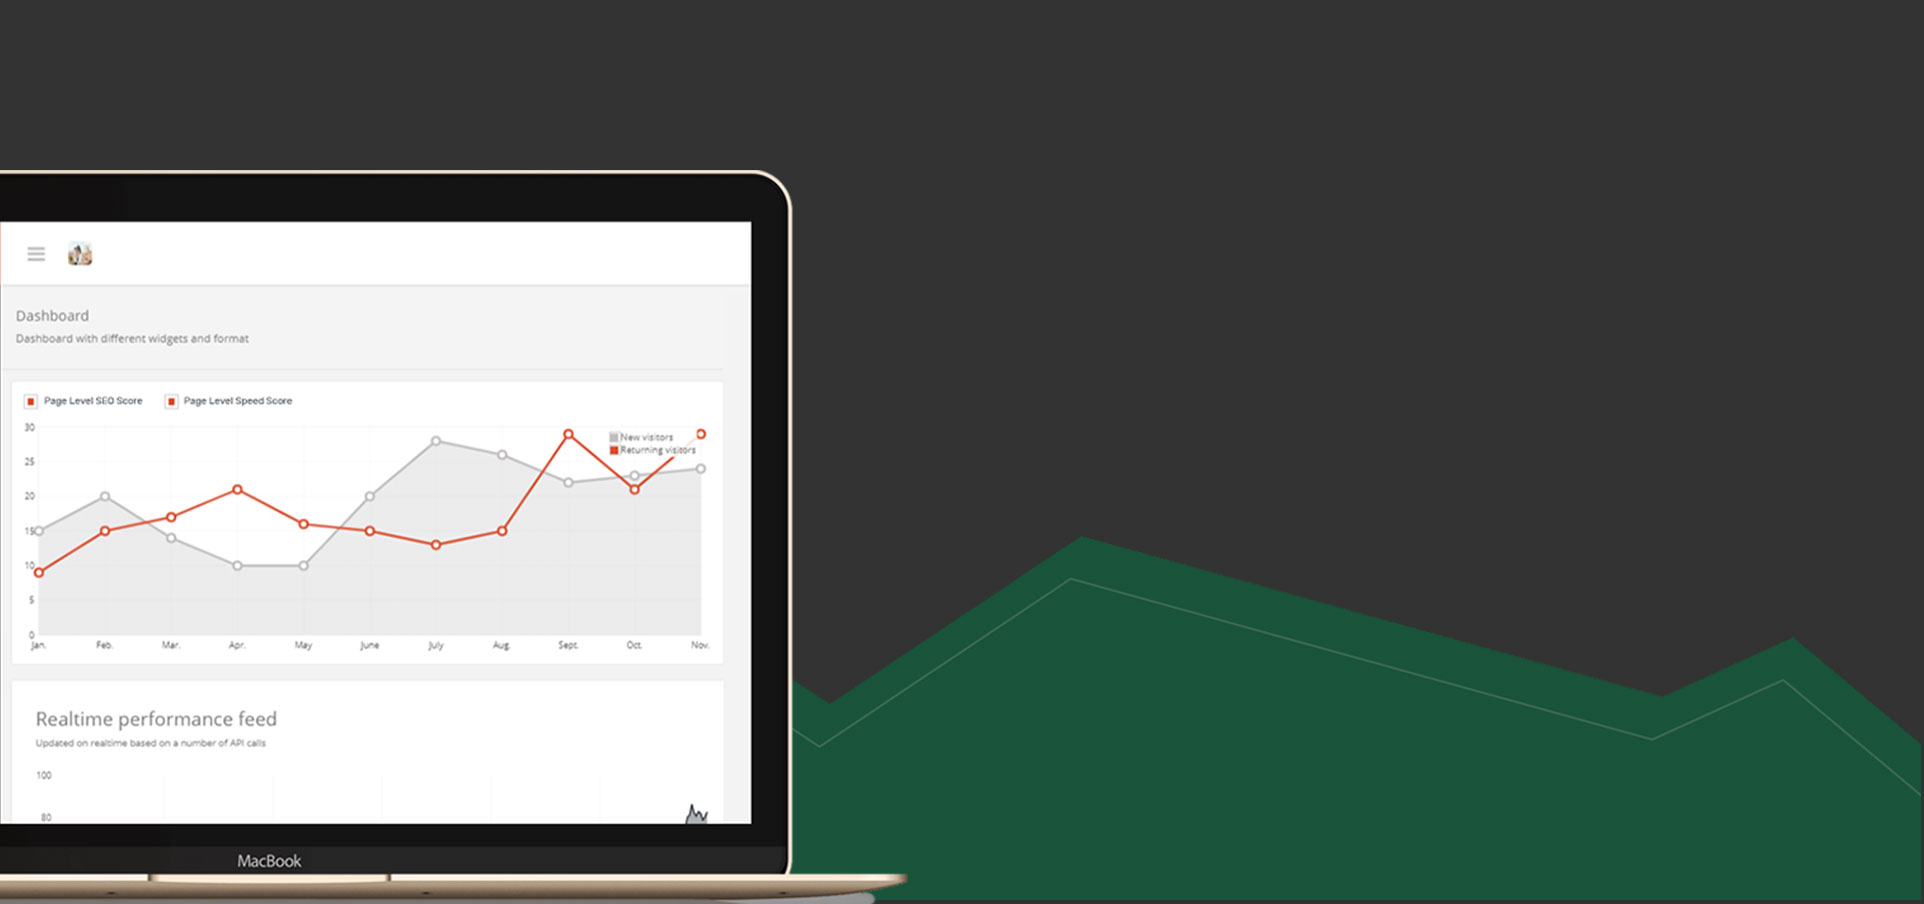 Dashboard
Dashboard with different widgets and format
Page Level SEO Score Page Level Speed Score
30
New visitors
Returning visitors
25
20
15
10
5
0
Jan. Feb. Mar. Apr. May June July Aug. Sept. Oct. Nov.
Realtime performance feed
Updated on realtime based on a number of API calls
100
80
MacBook